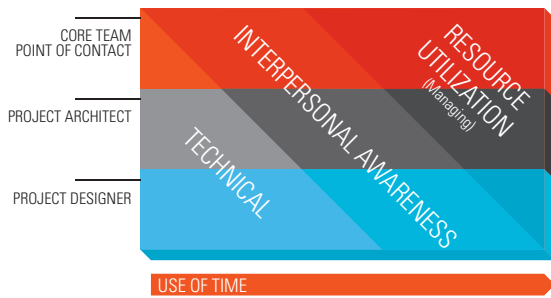 CORE TEAM
POINT OF CONTACT
PROJECT ARCHITECT
PROJECT DESIGNER
TECHNICAL
INTERPERSONAL AWARENESS
RESOURCE
UTILIZATION
(Managing)
USE OF TIME